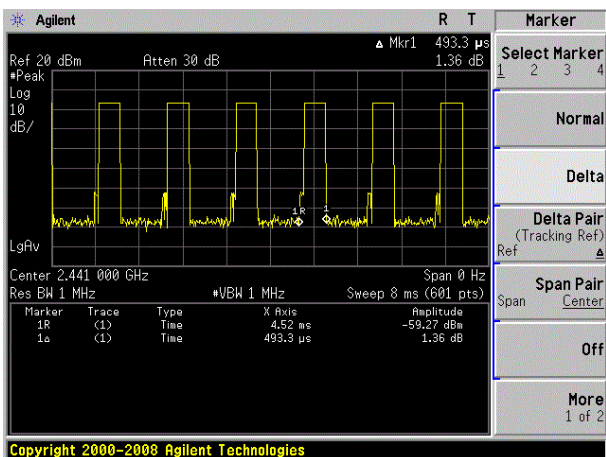 Agilent R T Marker
Δ Mkr1 493.3 µs
Ref 20 dBm Atten 30 dB 1.36 dB
#Peak
Log
10
dB/
1R 1
LgAv
Center 2.441 000 GHz Span 0 Hz
Res BW 1 MHz #VBW 1 MHz Sweep 8 ms (601 pts)
Marker Trace Type X Axis Amplitude
1R (1) Time 4.52 ms -59.27 dBm
1Δ (1) Time 493.3 µs 1.36 dB
Select Marker
1 2 3 4
Normal
Delta
Delta Pair
(Tracking Ref)
Ref Δ
Span Pair
Span Center
Off
More
1 of 2
Copyright 2000-2008 Agilent Technologies